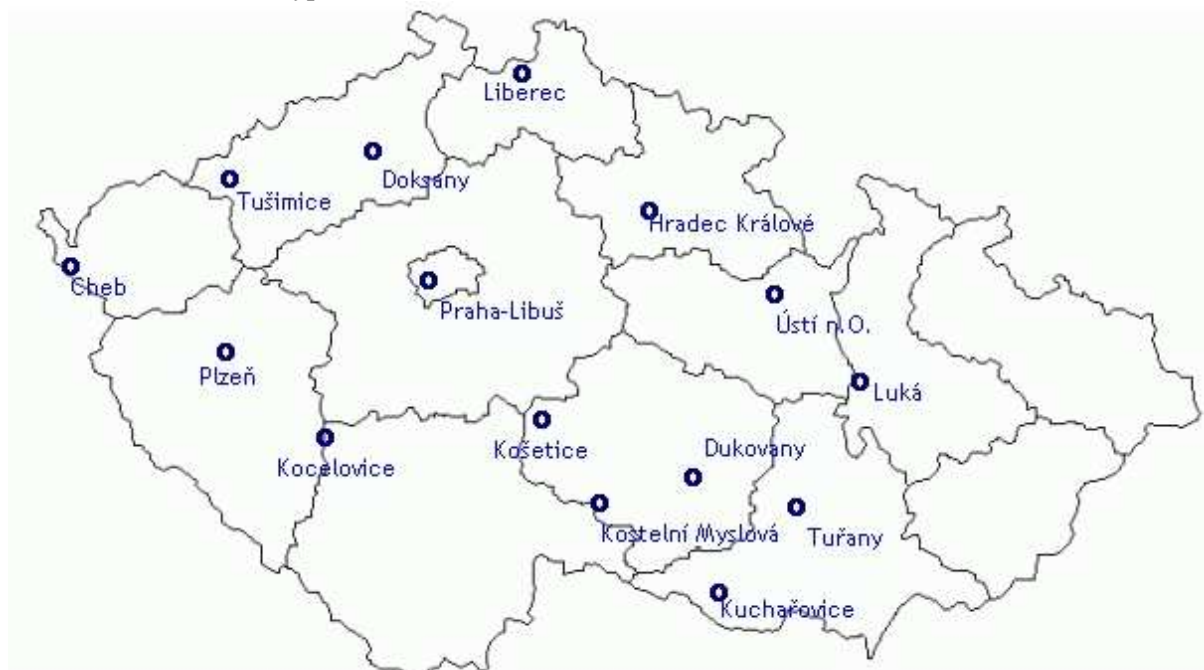 Liberec
Doksany
Tušimice
Hradec Králové
Cheb
Praha-Libuš
Ústí n.O.
Plzeň
Luká
Košetice
Dukovany
Kocelovice
Kostelní Myslová
Tuřany
Kuchařovice